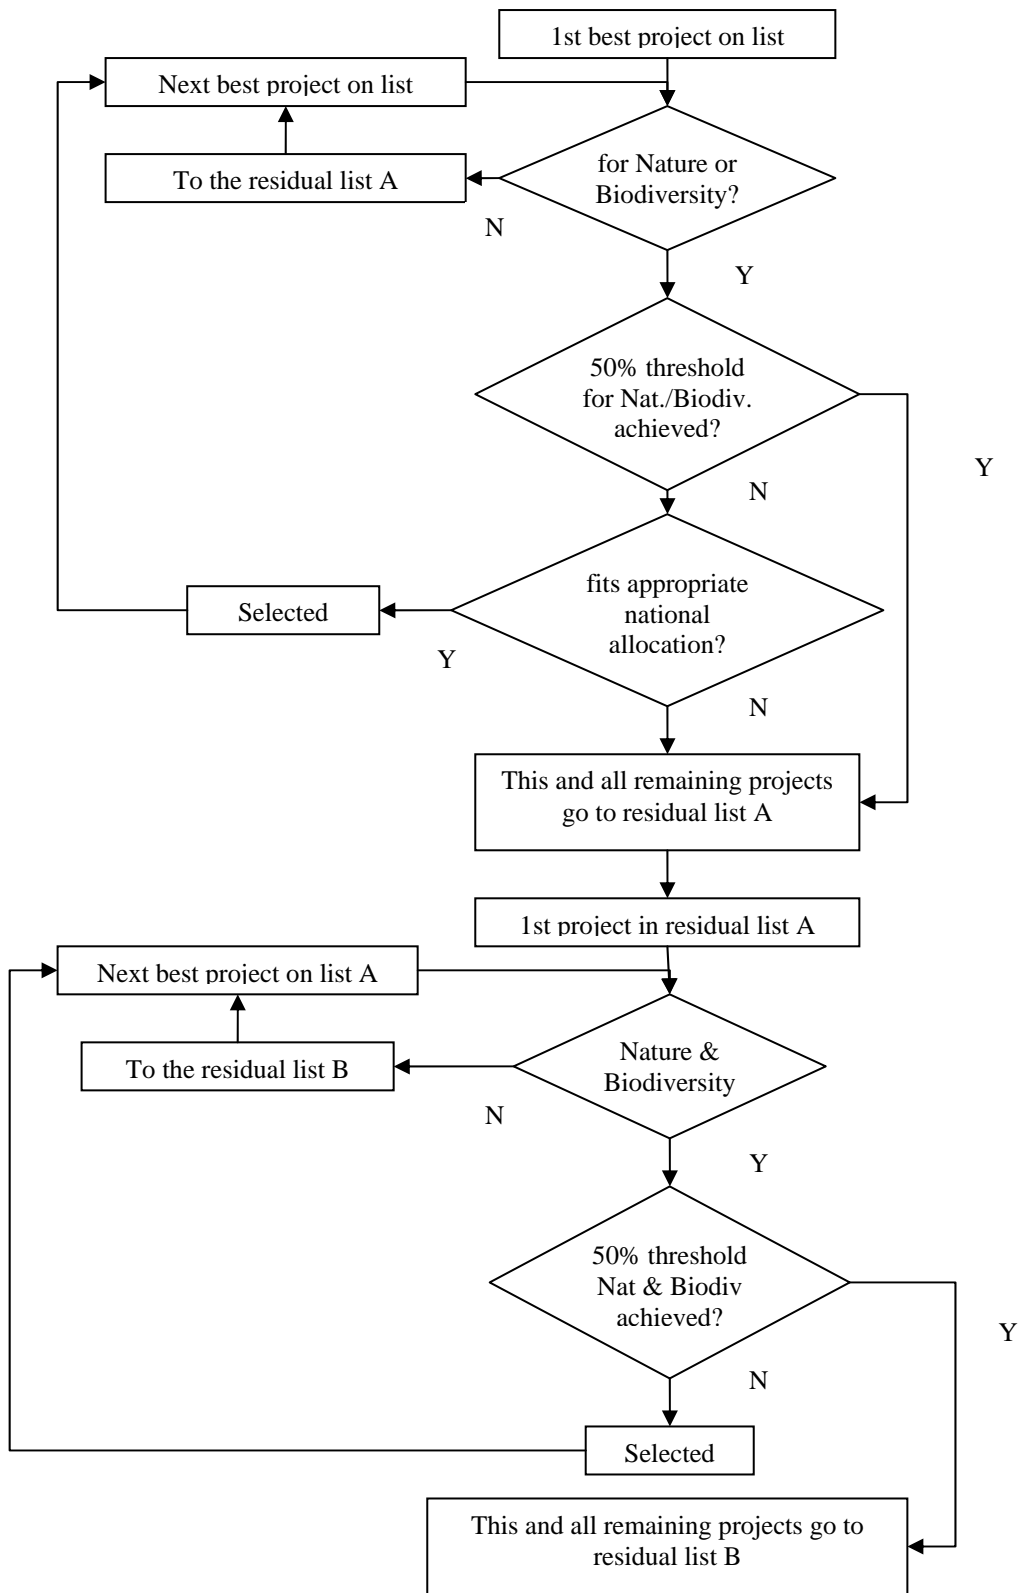 1st best project on list
Next best project on list
To the residual list A
for Nature or
Biodiversity?
N
Y
50% threshold
for Nat./Biodiv.
achieved?
Y
N
fits appropriate
national
allocation?
Selected
Y
N
This and all remaining projects
go to residual list A
1st project in residual list A
Next best project on list A
To the residual list B
Nature &
Biodiversity
N
Y
50% threshold
Nat & Biodiv
achieved?
Y
N
Selected
This and all remaining projects go to
residual list B